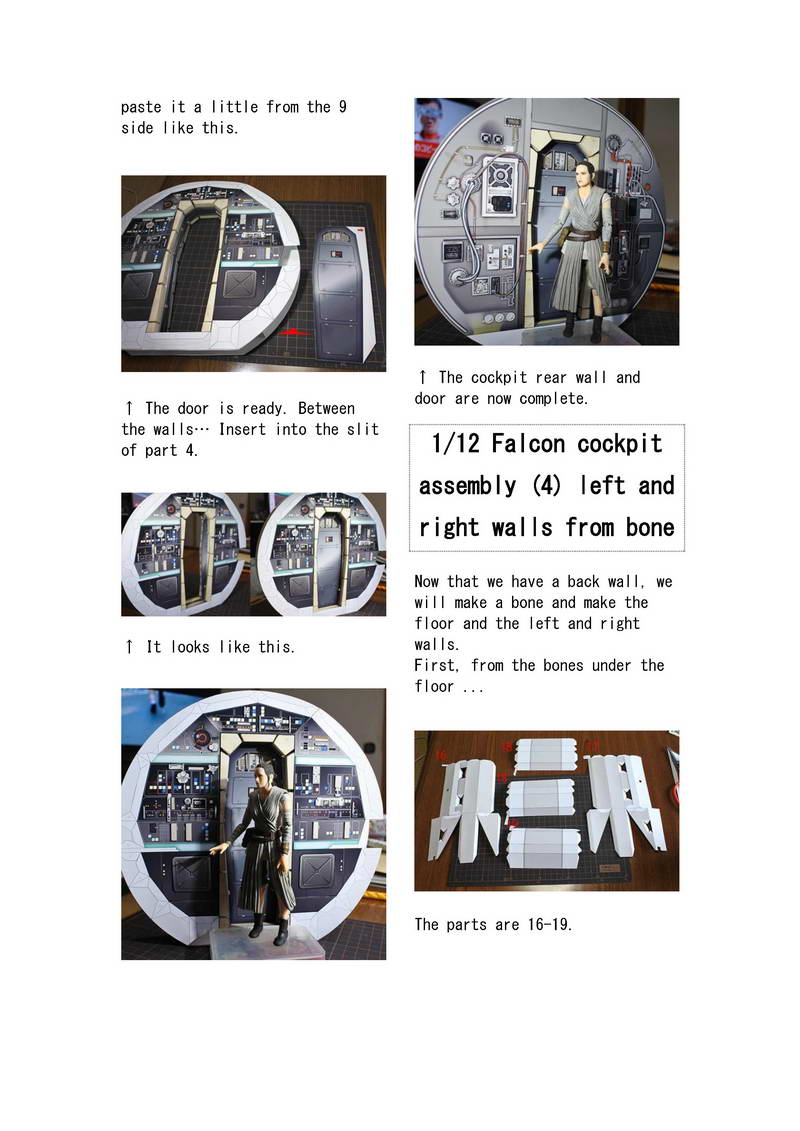 paste it a little from the 9
side like this.
↑ The door is ready. Between
the walls… Insert into the slit
of part 4.
↑ It looks like this.
↑ The cockpit rear wall and
door are now complete.
1/12 Falcon cockpit
assembly (4) left and
right walls from bone
Now that we have a back wall, we
will make a bone and make the
floor and the left and right
walls.
First, from the bones under the
floor ...
16
18
17
The parts are 16-19.